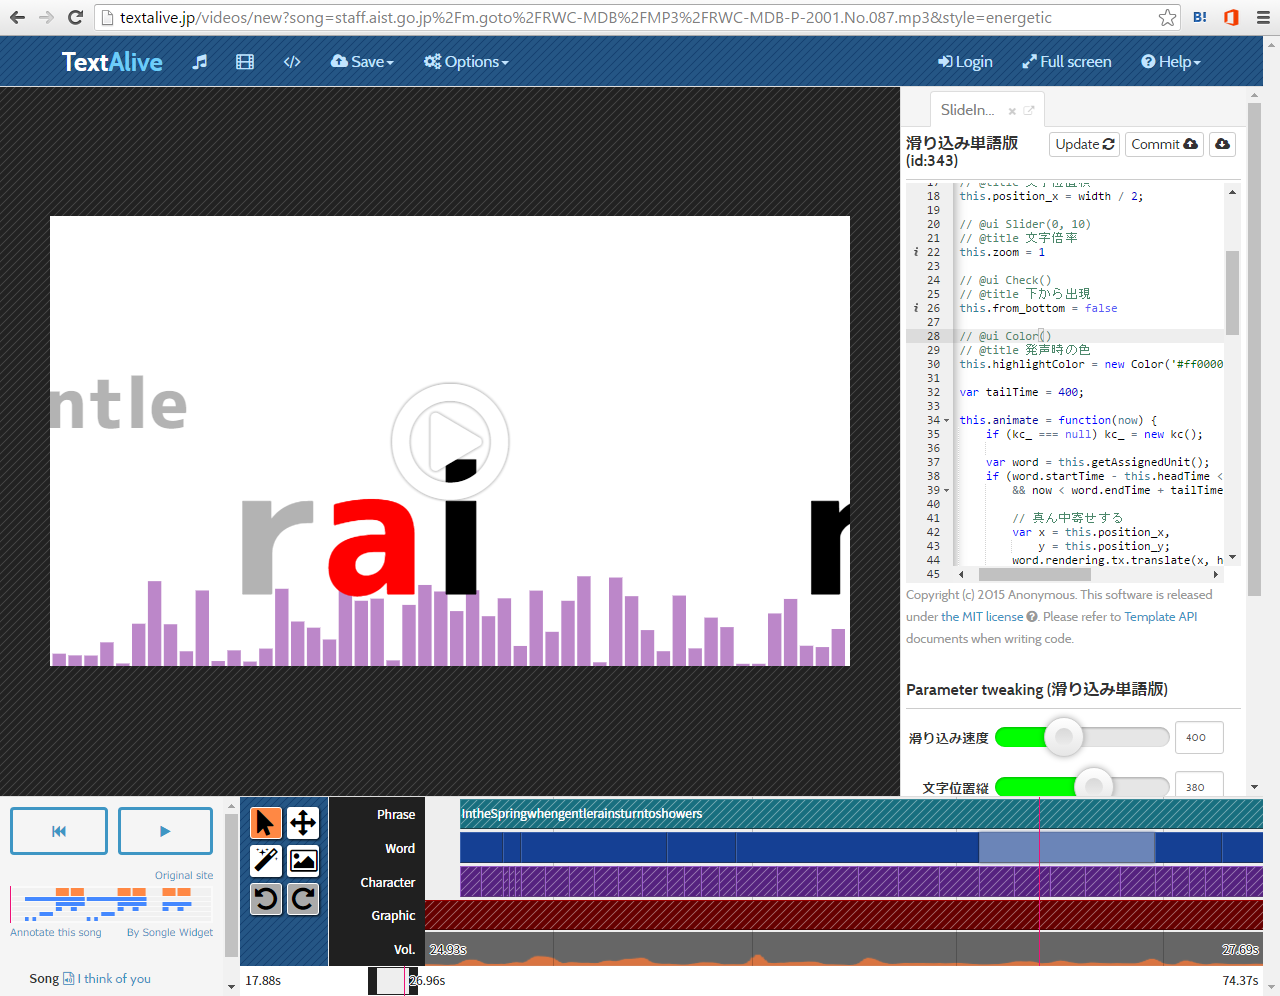 textalive.jp/videos/new?song=staff.aist.go.jp%2Fm.goto%2FRWC-MDB%2FMP3%2FRWC-MDB-P-2001.No.087.mp3&style=energetic
B!
TextAlive
Save
Options
Login
Full screen
Help
SlideIn...
滑り込み単語版
(id:343)
Update
Commit
17 // @title 文字位置横
18 this.position_x = width / 2;
19
20 // @ui Slider(0, 10)
21 // @title 文字倍率
22 this.zoom = 1
23
24 // @ui Check()
25 // @title 下から出現
26 this.from_bottom = false
27
28 // @ui Color()
29 // @title 発声時の色
30 this.highlightColor = new Color('#ff0000
31
32 var tailTime = 400;
33
34 this.animate = function(now) {
35 if (kc_ === null) kc_ = new kc();
36
37 var word = this.getAssignedUnit();
38 if (word.startTime - this.headTime <
39 && now < word.endTime + tailTime
40
41 // 真ん中寄せする
42 var x = this.position_x,
43 y = this.position_y;
44 word.rendering.tx.translate(x, h
45
ntle
rai
r
Copyright (c) 2015 Anonymous. This software is released
under the MIT license. Please refer to Template API
documents when writing code.
Parameter tweaking (滑り込み単語版)
滑り込み速度 400
文字位置縦 380
Original site
Annotate this song By Songle Widget
Song I think of you
Phrase IntheSpringwhengentlerainsturntoshowers
Word
Character
Graphic
Vol. 24.93s 27.69s
17.88s 26.96s 74.37s